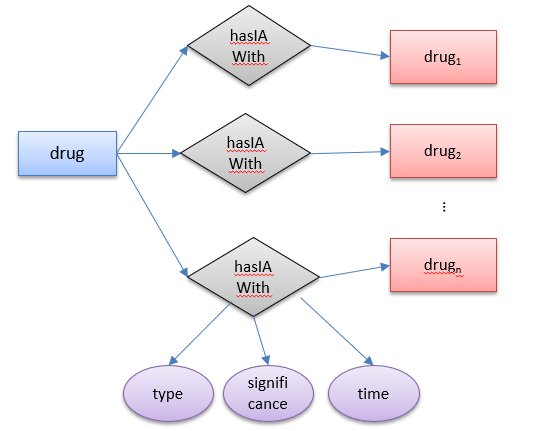 hasIA
With
drug₁
hasIA
With
drug₂
drug
⋮
hasIA
With
drugₙ
type
signifi
cance
time